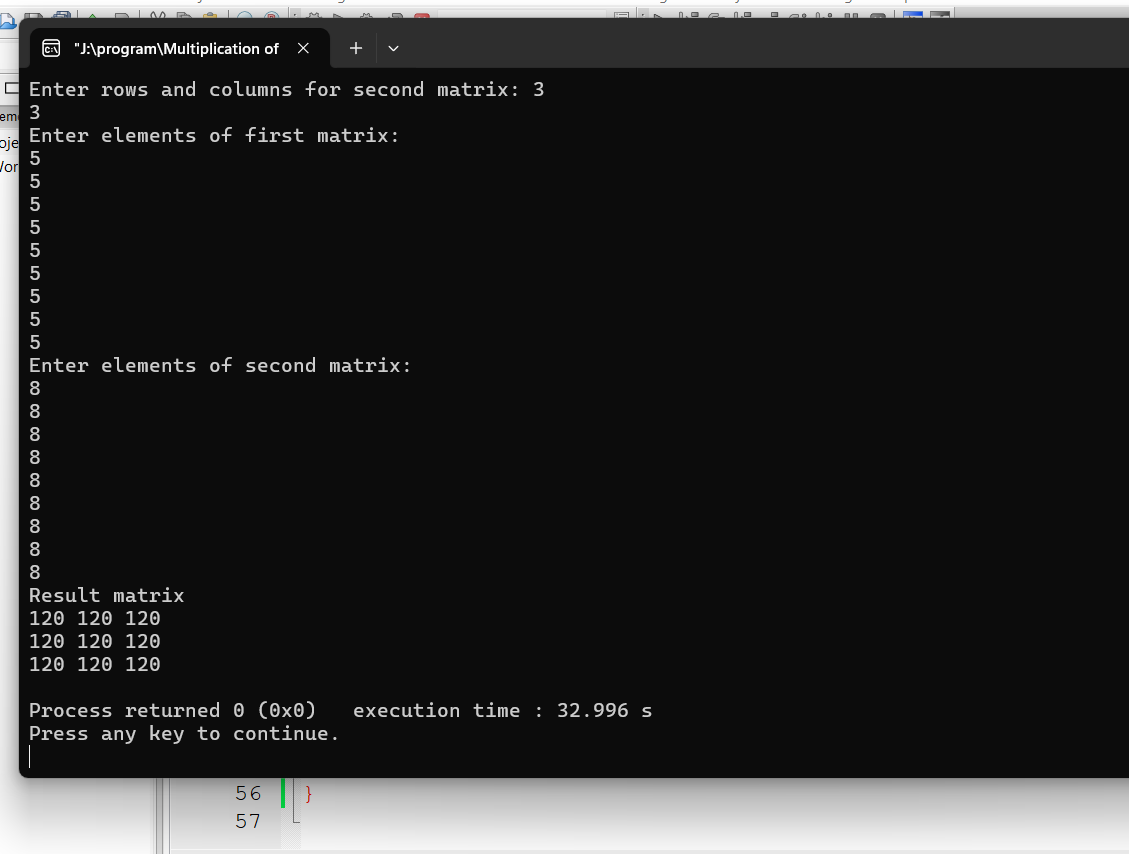 "J:\program\Multiplication of
Enter rows and columns for second matrix: 3
3
Enter elements of first matrix:
5
5
5
5
5
5
5
5
5
Enter elements of second matrix:
8
8
8
8
8
8
8
8
8
Result matrix
120 120 120
120 120 120
120 120 120
Process returned 0 (0x0)   execution time : 32.996 s
Press any key to continue.
56 }
57